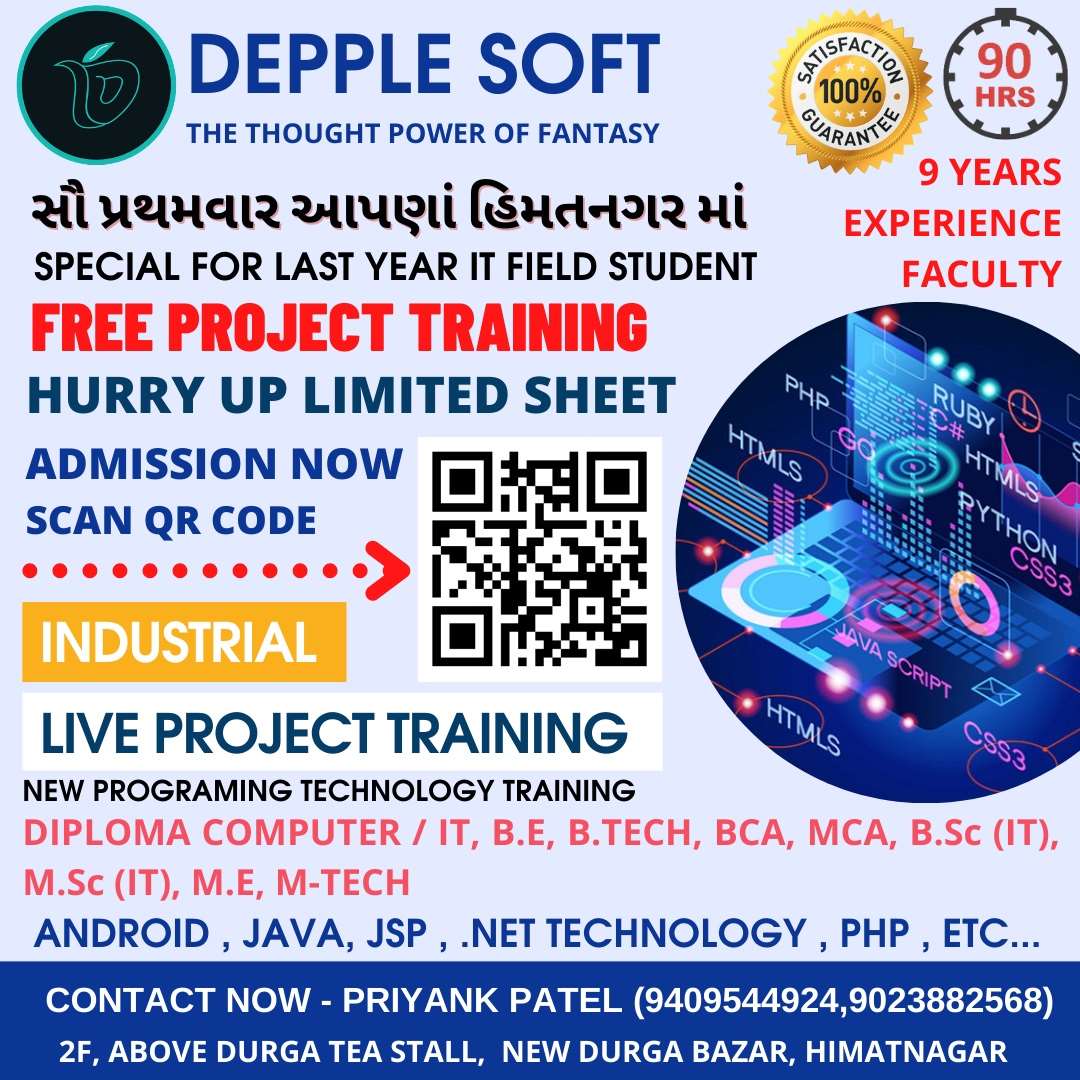 DEPPLE SOFT
THE THOUGHT POWER OF FANTASY
SATISFACTION
100%
GUARANTEE
90
HRS
9 YEARS
EXPERIENCE
FACULTY
સૌ પ્રથમવાર આપણાં હિમતનગર માં
SPECIAL FOR LAST YEAR IT FIELD STUDENT
FREE PROJECT TRAINING
HURRY UP LIMITED SHEET
ADMISSION NOW
SCAN QR CODE
INDUSTRIAL
LIVE PROJECT TRAINING
PHP
RUBY
C#
GO
HTML5
HTML5
PYTHON
CSS3
JAVA SCRIPT
HTML5
CSS3
NEW PROGRAMING TECHNOLOGY TRAINING
DIPLOMA COMPUTER / IT, B.E, B.TECH, BCA, MCA, B.Sc (IT),
M.Sc (IT), M.E, M-TECH
ANDROID , JAVA, JSP , .NET TECHNOLOGY , PHP , ETC...
CONTACT NOW - PRIYANK PATEL (9409544924,9023882568)
2F, ABOVE DURGA TEA STALL, NEW DURGA BAZAR, HIMATNAGAR